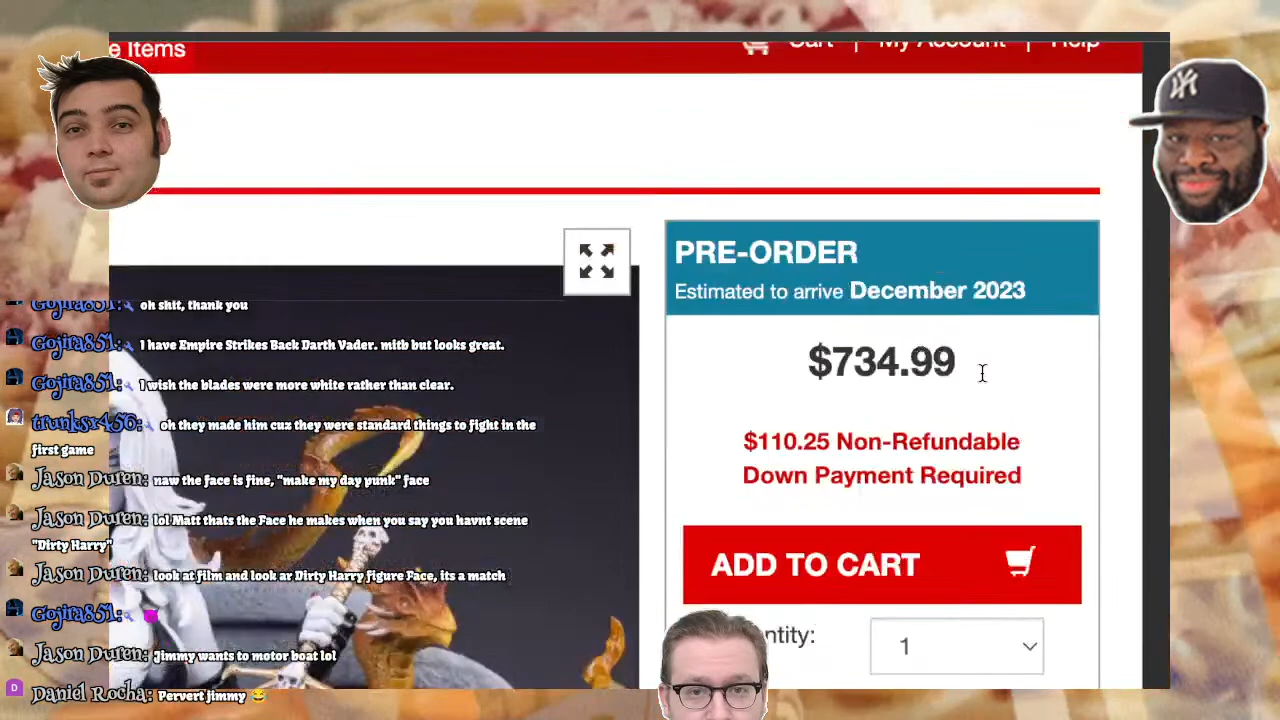 e Items
Cart | My Account | Help
PRE-ORDER
Estimated to arrive December 2023
$734.99
$110.25 Non-Refundable
Down Payment Required
ADD TO CART
ntity:
1
Gojira851: oh shit, thank you
Gojira851: I have Empire Strikes Back Darth Vader. mitb but looks great.
Gojira851: I wish the blades were more white rather than clear.
trunksx456: oh they made him cuz they were standard things to fight in the
first game
Jason Duren: naw the face is fine, "make my day punk" face
Jason Duren: lol Matt thats the Face he makes when you say you havnt scene
"Dirty Harry"
Jason Duren: look at film and look ar Dirty Harry figure Face, its a match
Gojira851: 😈
Jason Duren: Jimmy wants to motor boat lol
D
Daniel Rocha: Pervert Jimmy 😂